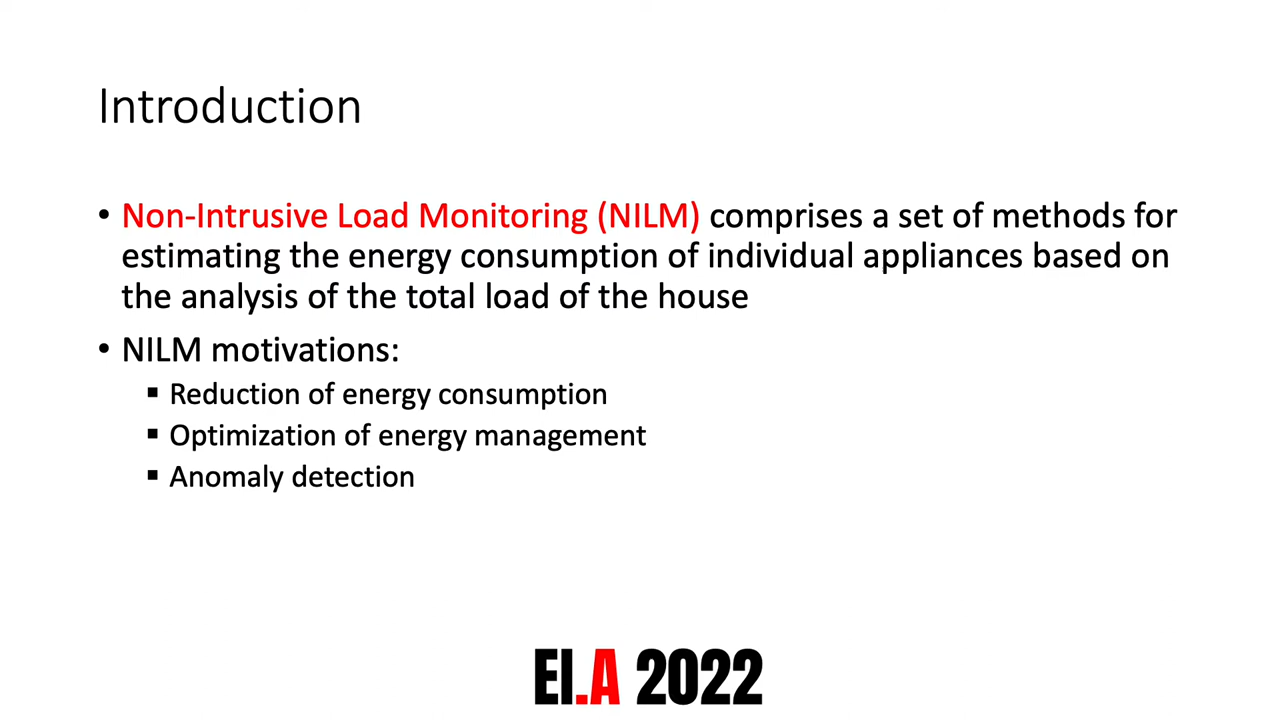 Introduction
• Non-Intrusive Load Monitoring (NILM) comprises a set of methods for
estimating the energy consumption of individual appliances based on
the analysis of the total load of the house
• NILM motivations:
▪ Reduction of energy consumption
▪ Optimization of energy management
▪ Anomaly detection
EI.A 2022